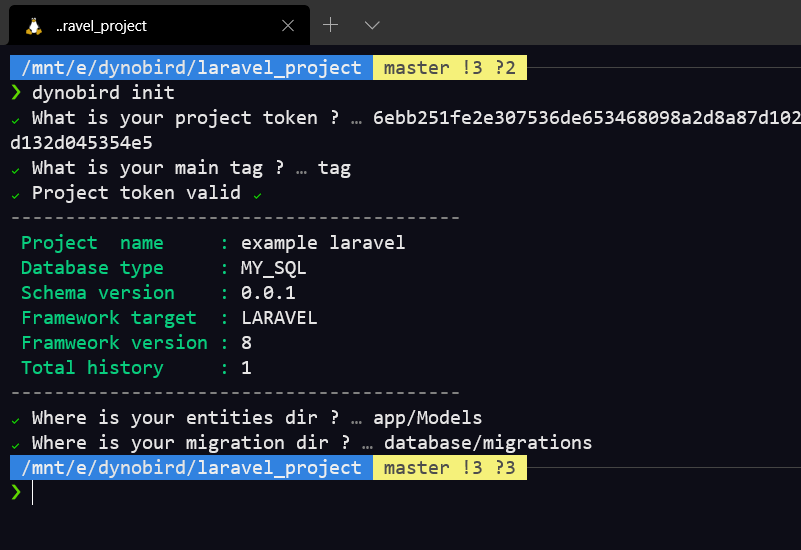 ..ravel_project
/mnt/e/dynobird/laravel_project master !3 ?2
❯ dynobird init
✓ What is your project token ? … 6ebb251fe2e307536de653468098a2d8a87d102
d132d045354e5
✓ What is your main tag ? … tag
✓ Project token valid ✓
-----------------------------------------
Project  name     : example laravel
Database type     : MY_SQL
Schema version    : 0.0.1
Framework target  : LARAVEL
Framweork version : 8
Total history     : 1
-----------------------------------------
✓ Where is your entities dir ? … app/Models
✓ Where is your migration dir ? … database/migrations
/mnt/e/dynobird/laravel_project master !3 ?3
❯